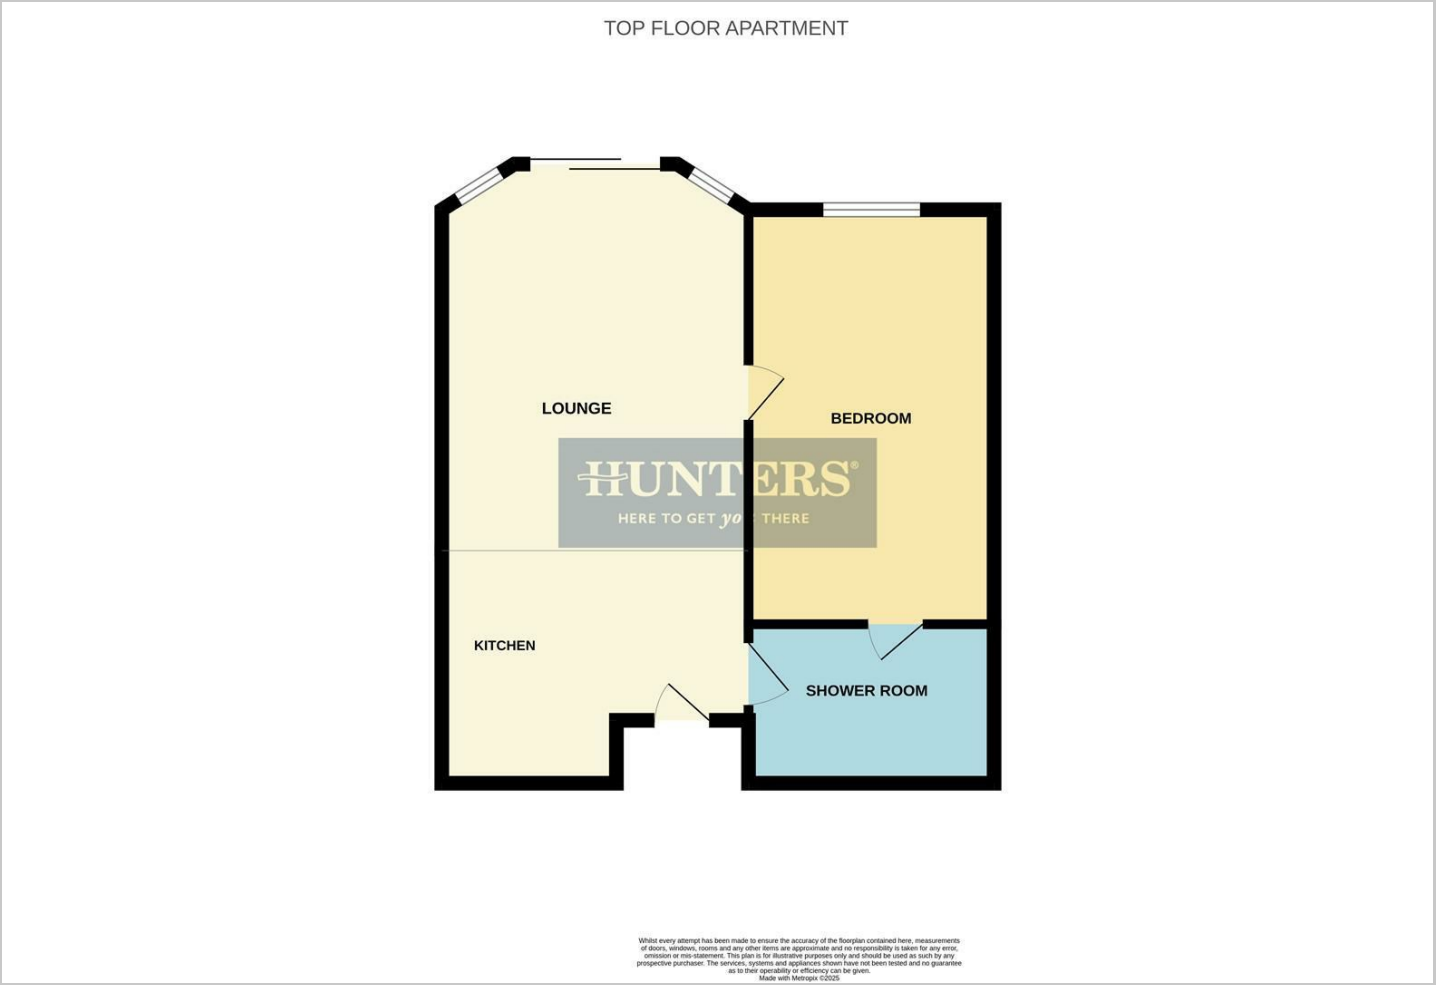 TOP FLOOR APARTMENT
LOUNGE
BEDROOM
HUNTERS®
HERE TO GET you THERE
KITCHEN
SHOWER ROOM
Whilst every attempt has been made to ensure the accuracy of the floorplan contained here, measurements
of doors, windows, rooms and any other items are approximate and no responsibility is taken for any error,
omission or mis-statement. This plan is for illustrative purposes only and should be used as such by any
prospective purchaser. The services, systems and appliances shown have not been tested and no guarantee
as to their operability or efficiency can be given.
Made with Metropix ©2025